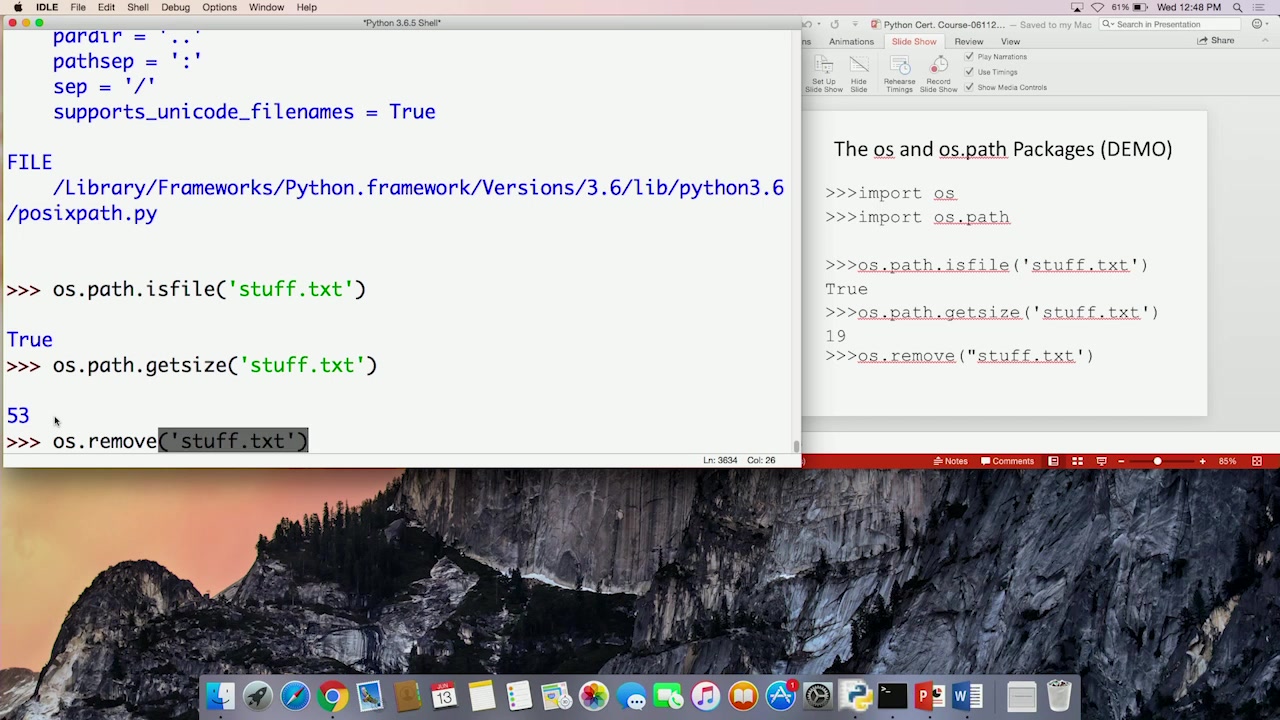 IDLE File Edit Shell Debug Options Window Help
61% Wed 12:48 PM
*Python 3.6.5 Shell*
pardir = '..'
pathsep = ':'
sep = '/'
supports_unicode_filenames = True
FILE
/Library/Frameworks/Python.framework/Versions/3.6/lib/python3.6
/posixpath.py
>>> os.path.isfile('stuff.txt')
True
>>> os.path.getsize('stuff.txt')
53
>>> os.remove('stuff.txt')
Ln: 3634 Col: 26
Python Cert. Course-06112... — Saved to my Mac
Search in Presentation
ns Animations Slide Show Review View
Share
Set Up
Slide Show
Hide
Slide
Rehearse
Timings
Record
Slide Show
Play Narrations
Use Timings
Show Media Controls
The os and os.path Packages (DEMO)
>>>import os
>>>import os.path
>>>os.path.isfile('stuff.txt')
True
>>>os.path.getsize('stuff.txt')
19
>>>os.remove("stuff.txt')
Notes Comments
85%
JUN
13
1